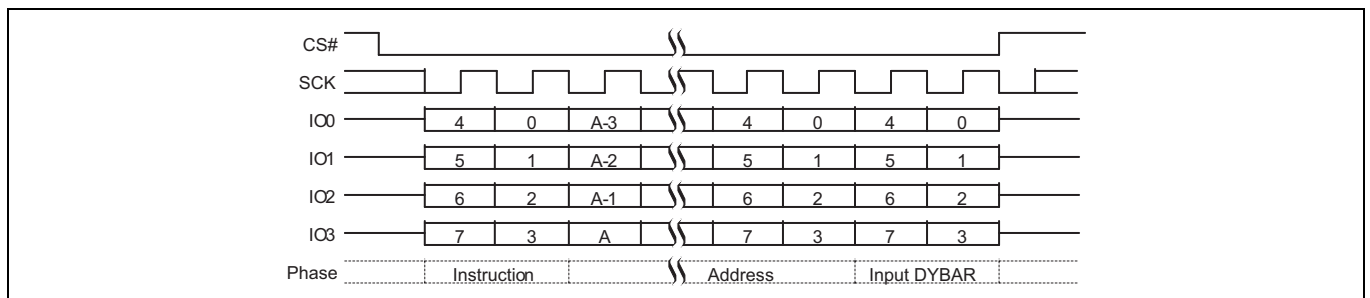 CS#
SCK
IO0 4 0 A-3 4 0 4 0
IO1 5 1 A-2 5 1 5 1
IO2 6 2 A-1 6 2 6 2
IO3 7 3 A 7 3 7 3
Phase Instruction Address Input DYBAR